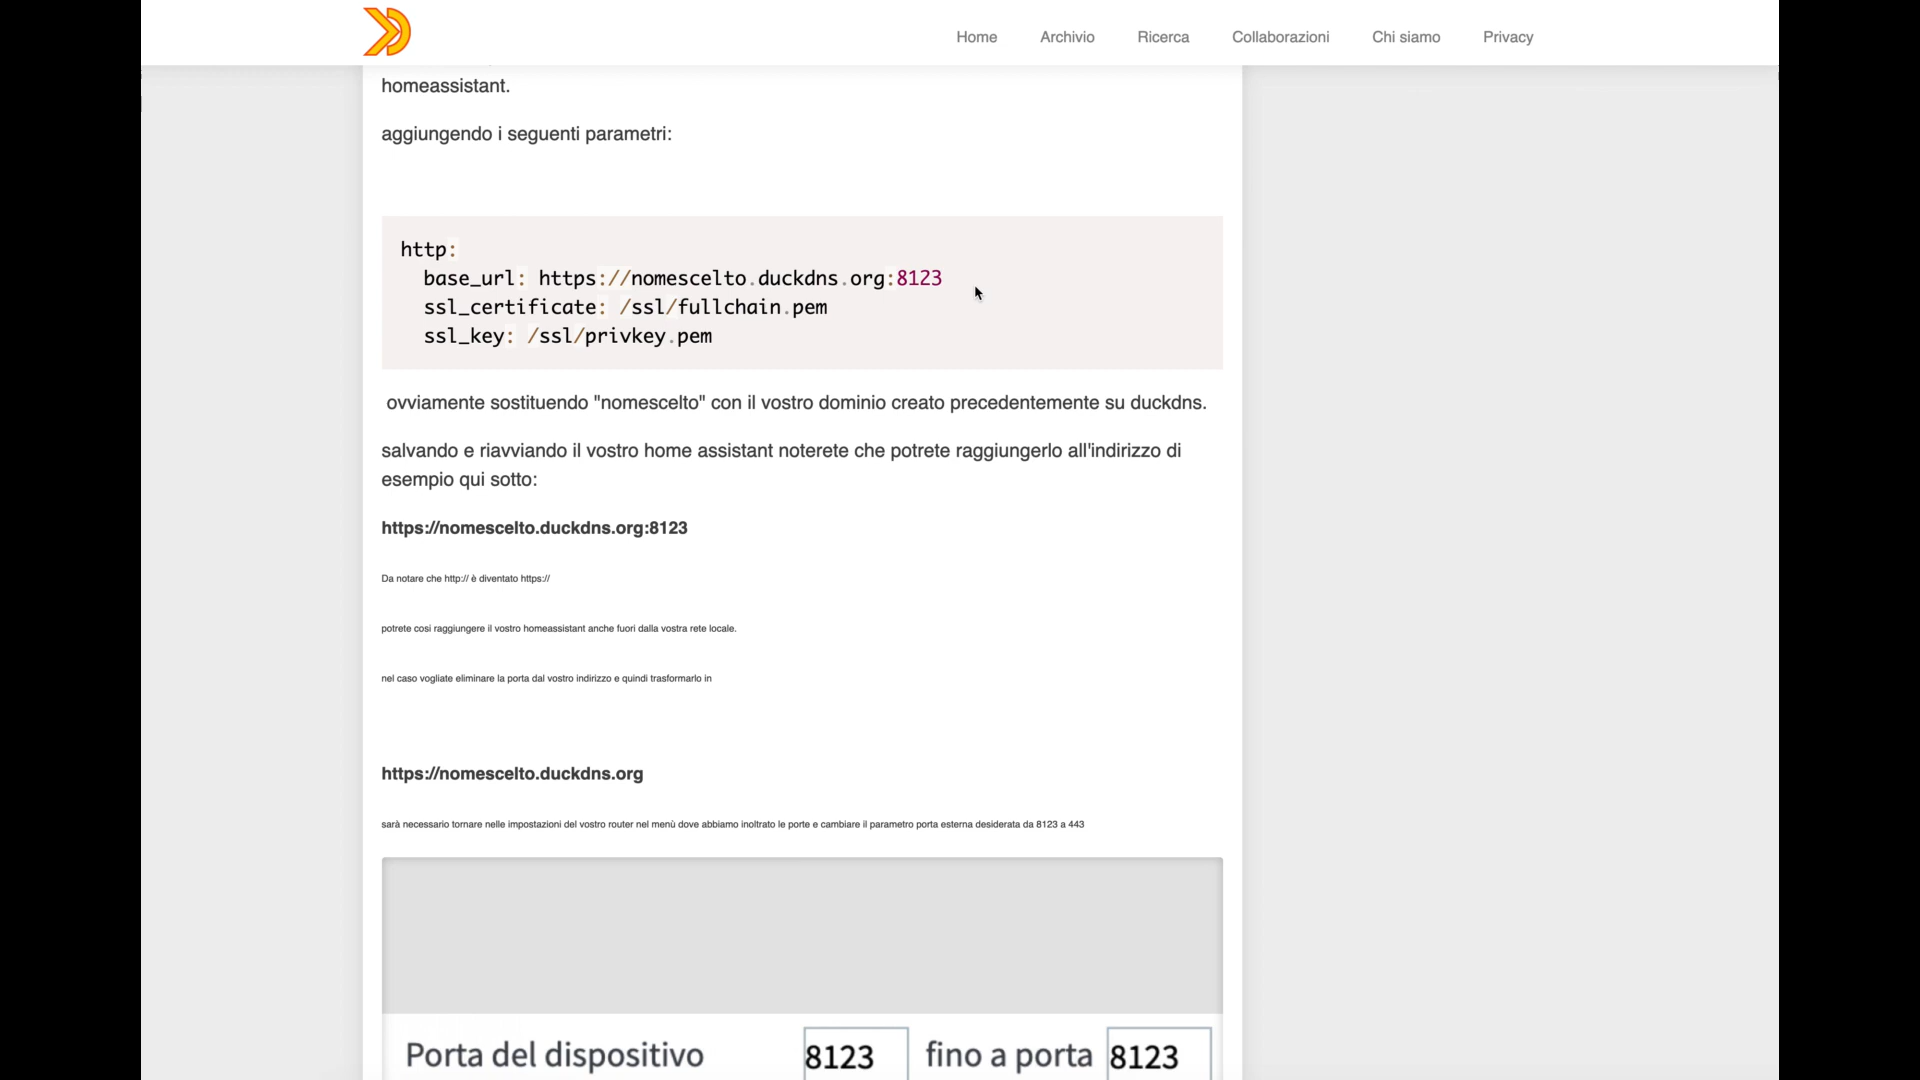 Home Archivio Ricerca Collaborazioni Chi siamo Privacy
homeassistant.
aggiungendo i seguenti parametri:
http:
base_url: https://nomescelto.duckdns.org:8123
ssl_certificate: /ssl/fullchain.pem
ssl_key: /ssl/privkey.pem
ovviamente sostituendo "nomescelto" con il vostro dominio creato precedentemente su duckdns.
salvando e riavviando il vostro home assistant noterete che potrete raggiungerlo all'indirizzo di
esempio qui sotto:
https://nomescelto.duckdns.org:8123
Da notare che http:// è diventato https://
potrete cosi raggiungere il vostro homeassistant anche fuori dalla vostra rete locale.
nel caso vogliate eliminare la porta dal vostro indirizzo e quindi trasformarlo in
https://nomescelto.duckdns.org
sarà necessario tornare nelle impostazioni del vostro router nel menù dove abbiamo inoltrato le porte e cambiare il parametro porta esterna desiderata da 8123 a 443
Porta del dispositivo 8123 fino a porta 8123